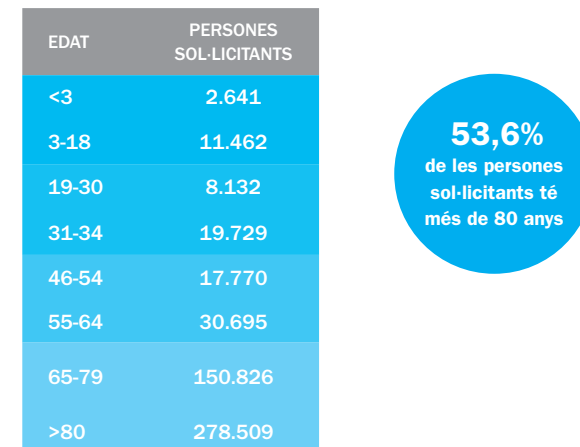 EDAT PERSONES SOL·LICITANTS
<3 2.641
3-18 11.462
19-30 8.132
31-34 19.729
46-54 17.770
55-64 30.695
65-79 150.826
>80 278.509
53,6%
de les persones
sol·licitants té
més de 80 anys